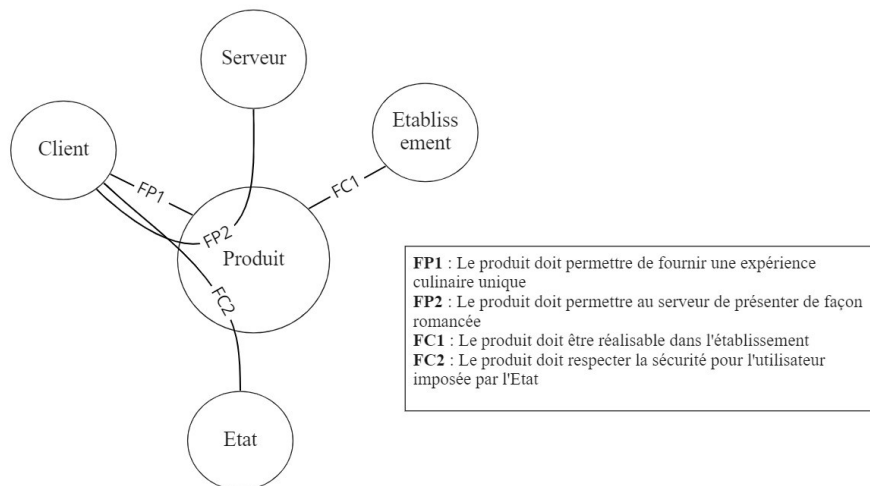 Serveur
Etabliss
ement
Client
FP1
FC1
FP2
Produit
FC2
Etat
FP1 : Le produit doit permettre de fournir une expérience
culinaire unique
FP2 : Le produit doit permettre au serveur de présenter de façon
romancée
FC1 : Le produit doit être réalisable dans l'établissement
FC2 : Le produit doit respecter la sécurité pour l'utilisateur
imposée par l'Etat